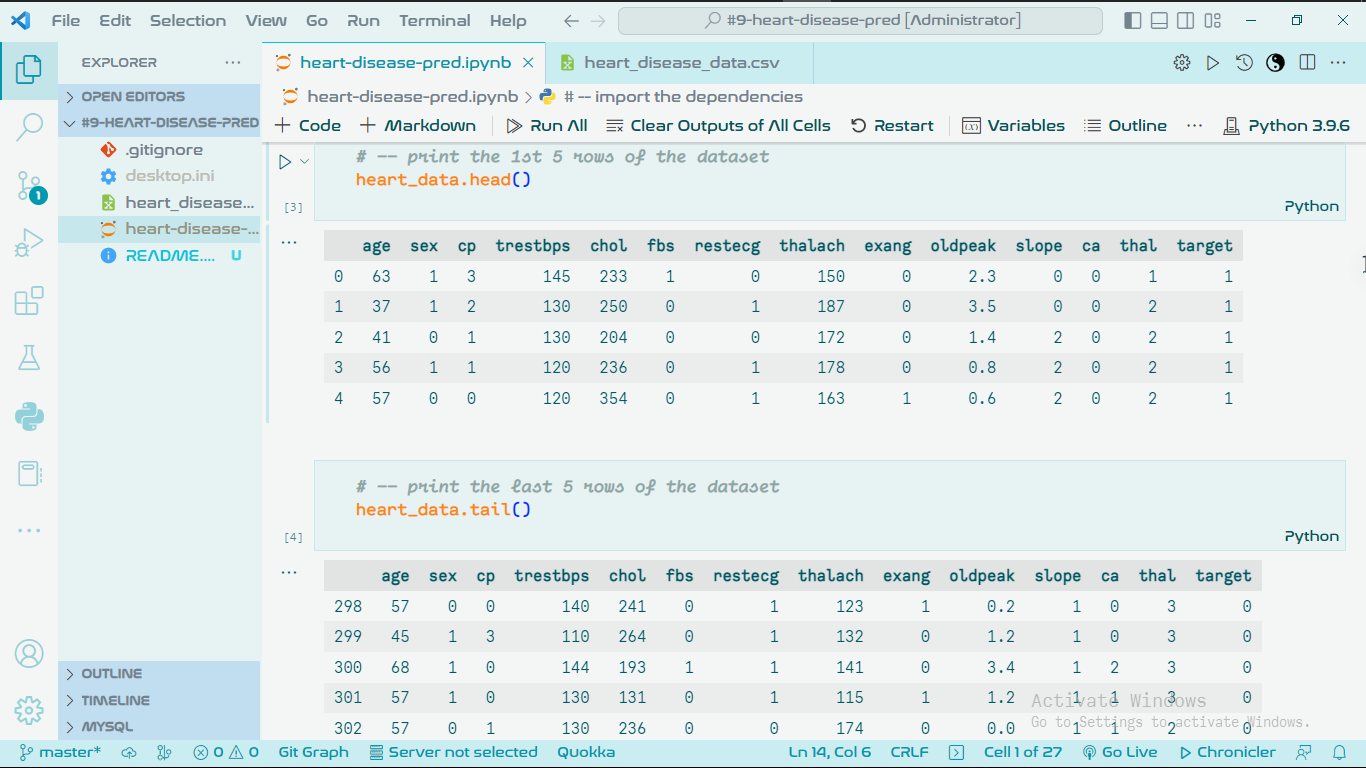 File Edit Selection View Go Run Terminal Help #9-heart-disease-pred [Administrator]
EXPLORER
OPEN EDITORS
#9-HEART-DISEASE-PRED
.gitignore
desktop.ini
heart_disease...
heart-disease-...
README.... U
1
OUTLINE
TIMELINE
MYSQL
heart-disease-pred.ipynb heart_disease_data.csv
heart-disease-pred.ipynb > # -- import the dependencies
+ Code + Markdown Run All Clear Outputs of All Cells Restart Variables Outline ... Python 3.9.6
# -- print the 1st 5 rows of the dataset
heart_data.head()
[3] Python
age sex cp trestbps chol fbs restecg thalach exang oldpeak slope ca thal target
0 63 1 3 145 233 1 0 150 0 2.3 0 0 1 1
1 37 1 2 130 250 0 1 187 0 3.5 0 0 2 1
2 41 0 1 130 204 0 0 172 0 1.4 2 0 2 1
3 56 1 1 120 236 0 1 178 0 0.8 2 0 2 1
4 57 0 0 120 354 0 1 163 1 0.6 2 0 2 1
# -- print the last 5 rows of the dataset
heart_data.tail()
[4] Python
age sex cp trestbps chol fbs restecg thalach exang oldpeak slope ca thal target
298 57 0 0 140 241 0 1 123 1 0.2 1 0 3 0
299 45 1 3 110 264 0 1 132 0 1.2 1 0 3 0
300 68 1 0 144 193 1 1 141 0 3.4 1 2 3 0
301 57 1 0 130 131 0 1 115 1 1.2 1 1 3 0
302 57 0 1 130 236 0 0 174 0 0.0 1 1 2 0
Activate Windows
Go to Settings to activate Windows.
master* 0 0 Git Graph Server not selected Quokka Ln 14, Col 6 CRLF Cell 1 of 27 Go Live Chronicler